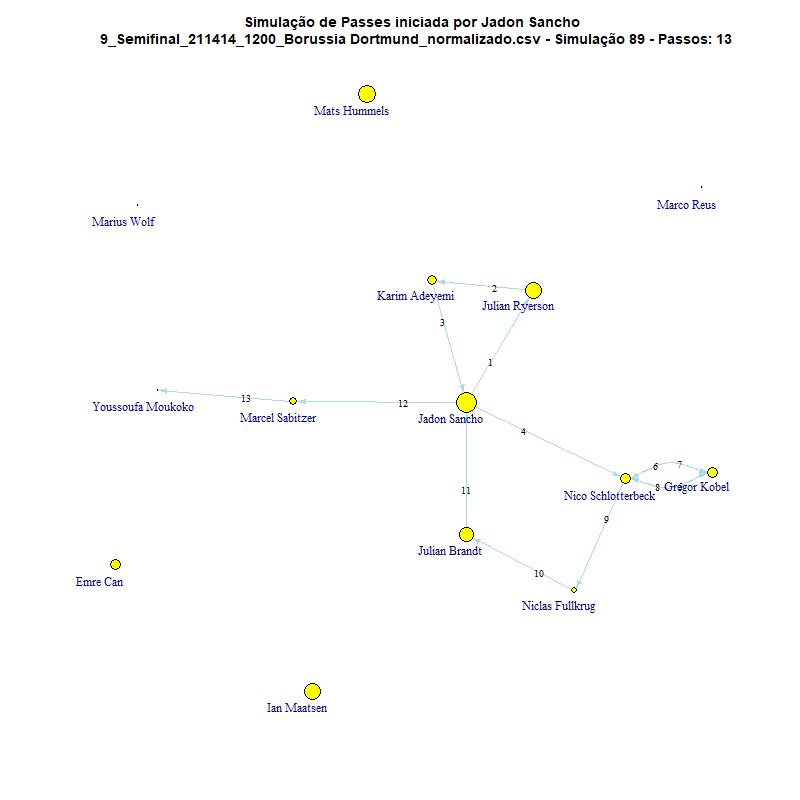 Simulação de Passes iniciada por Jadon Sancho
9_Semifinal_211414_1200_Borussia Dortmund_normalizado.csv - Simulação 89 - Passos: 13
Mats Hummels
Marco Reus
Marius Wolf
2
Karim Adeyemi
Julian Ryerson
3
1
13
12
Youssoufa Moukoko
Marcel Sabitzer
Jadon Sancho
4
6
7
8
Gregor Kobel
11
Nico Schlotterbeck
9
Julian Brandt
10
Emre Can
Niclas Fullkrug
Ian Maatsen